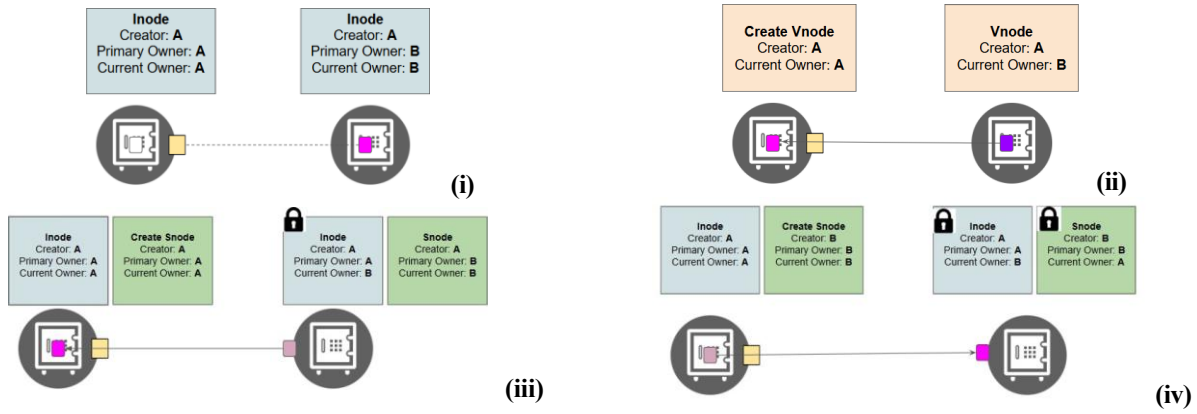 Inode
Creator: A
Primary Owner: A
Current Owner: A
Inode
Creator: A
Primary Owner: B
Current Owner: B
(i)
Create Vnode
Creator: A
Current Owner: A
Vnode
Creator: A
Current Owner: B
(ii)
Inode
Creator: A
Primary Owner: A
Current Owner: A
Create Snode
Creator: A
Primary Owner: A
Current Owner: A
Inode
Creator: A
Primary Owner: A
Current Owner: B
Snode
Creator: A
Primary Owner: B
Current Owner: B
(iii)
Inode
Creator: A
Primary Owner: A
Current Owner: A
Create Snode
Creator: B
Primary Owner: B
Current Owner: B
Inode
Creator: A
Primary Owner: A
Current Owner: B
Snode
Creator: B
Primary Owner: B
Current Owner: A
(iv)